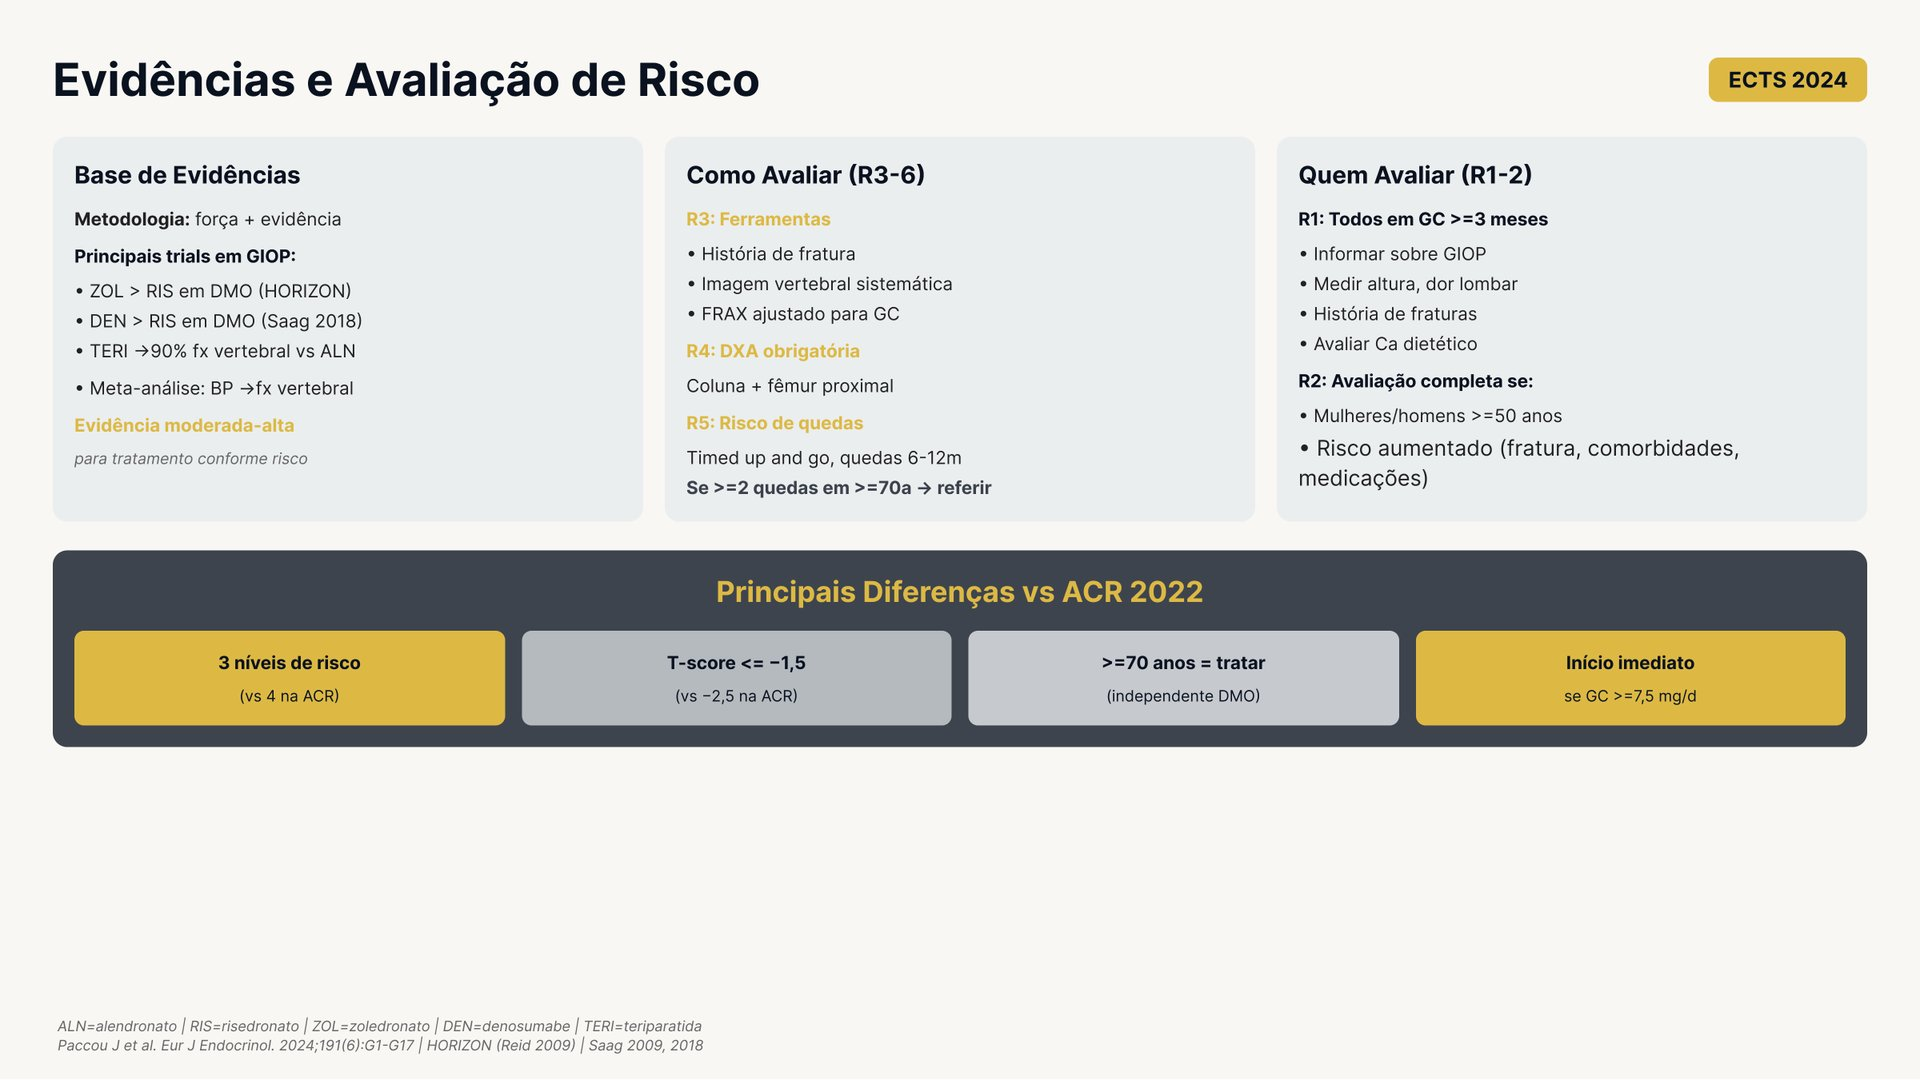 Evidências e Avaliação de Risco
ECTS 2024
Base de Evidências
Metodologia: força + evidência
Principais trials em GIOP:
• ZOL > RIS em DMO (HORIZON)
• DEN > RIS em DMO (Saag 2018)
• TERI →90% fx vertebral vs ALN
• Meta-análise: BP →fx vertebral
Evidência moderada-alta
para tratamento conforme risco
Como Avaliar (R3-6)
R3: Ferramentas
• História de fratura
• Imagem vertebral sistemática
• FRAX ajustado para GC
R4: DXA obrigatória
Coluna + fêmur proximal
R5: Risco de quedas
Timed up and go, quedas 6-12m
Se >=2 quedas em >=70a → referir
Quem Avaliar (R1-2)
R1: Todos em GC >=3 meses
• Informar sobre GIOP
• Medir altura, dor lombar
• História de fraturas
• Avaliar Ca dietético
R2: Avaliação completa se:
• Mulheres/homens >=50 anos
• Risco aumentado (fratura, comorbidades,
medicações)
Principais Diferenças vs ACR 2022
3 níveis de risco
(vs 4 na ACR)
T-score <= −1,5
(vs −2,5 na ACR)
>=70 anos = tratar
(independente DMO)
Início imediato
se GC >=7,5 mg/d
ALN=alendronato | RIS=risedronato | ZOL=zoledronato | DEN=denosumabe | TERI=teriparatida
Paccou J et al. Eur J Endocrinol. 2024;191(6):G1-G17 | HORIZON (Reid 2009) | Saag 2009, 2018